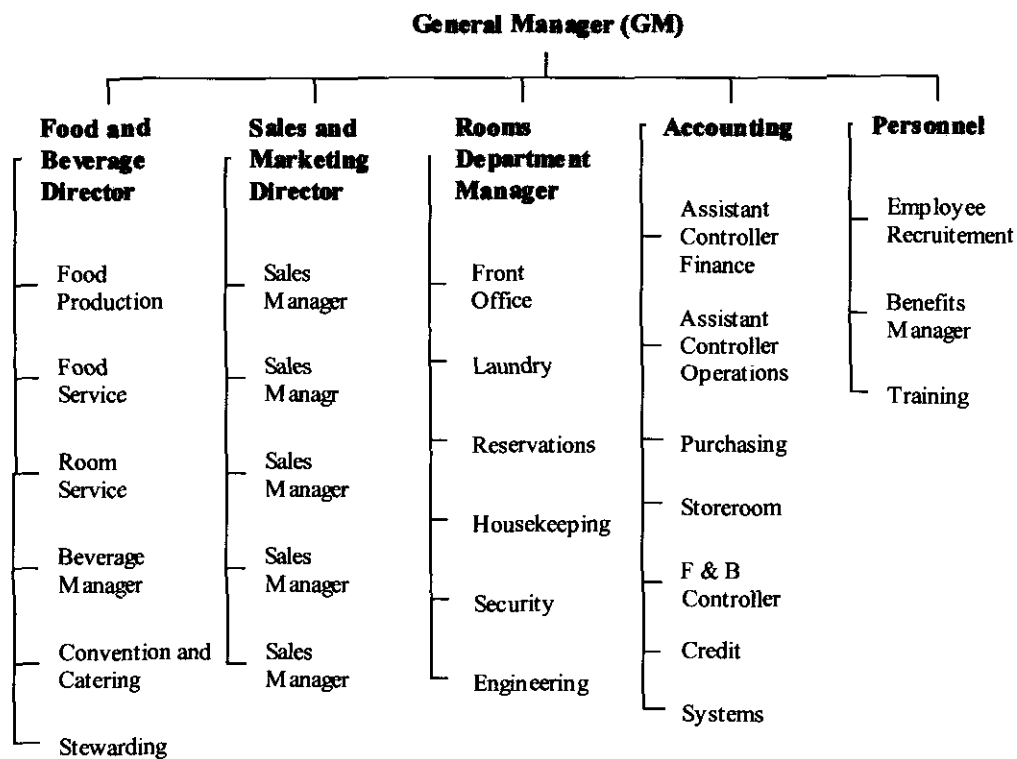 General Manager (GM)
Food and
Beverage
Director
Food
Production
Food
Service
Room
Service
Beverage
Manager
Convention and
Catering
Stewarding
Sales and
Marketing
Director
Sales
Manager
Sales
Managr
Sales
Manager
Sales
Manager
Sales
Manager
Rooms
Department
Manager
Front
Office
Laundry
Reservations
Housekeeping
Security
Engineering
Accounting
Assistant
Controller
Finance
Assistant
Controller
Operations
Purchasing
Storeroom
F & B
Controller
Credit
Systems
Personnel
Employee
Recruitement
Benefits
Manager
Training